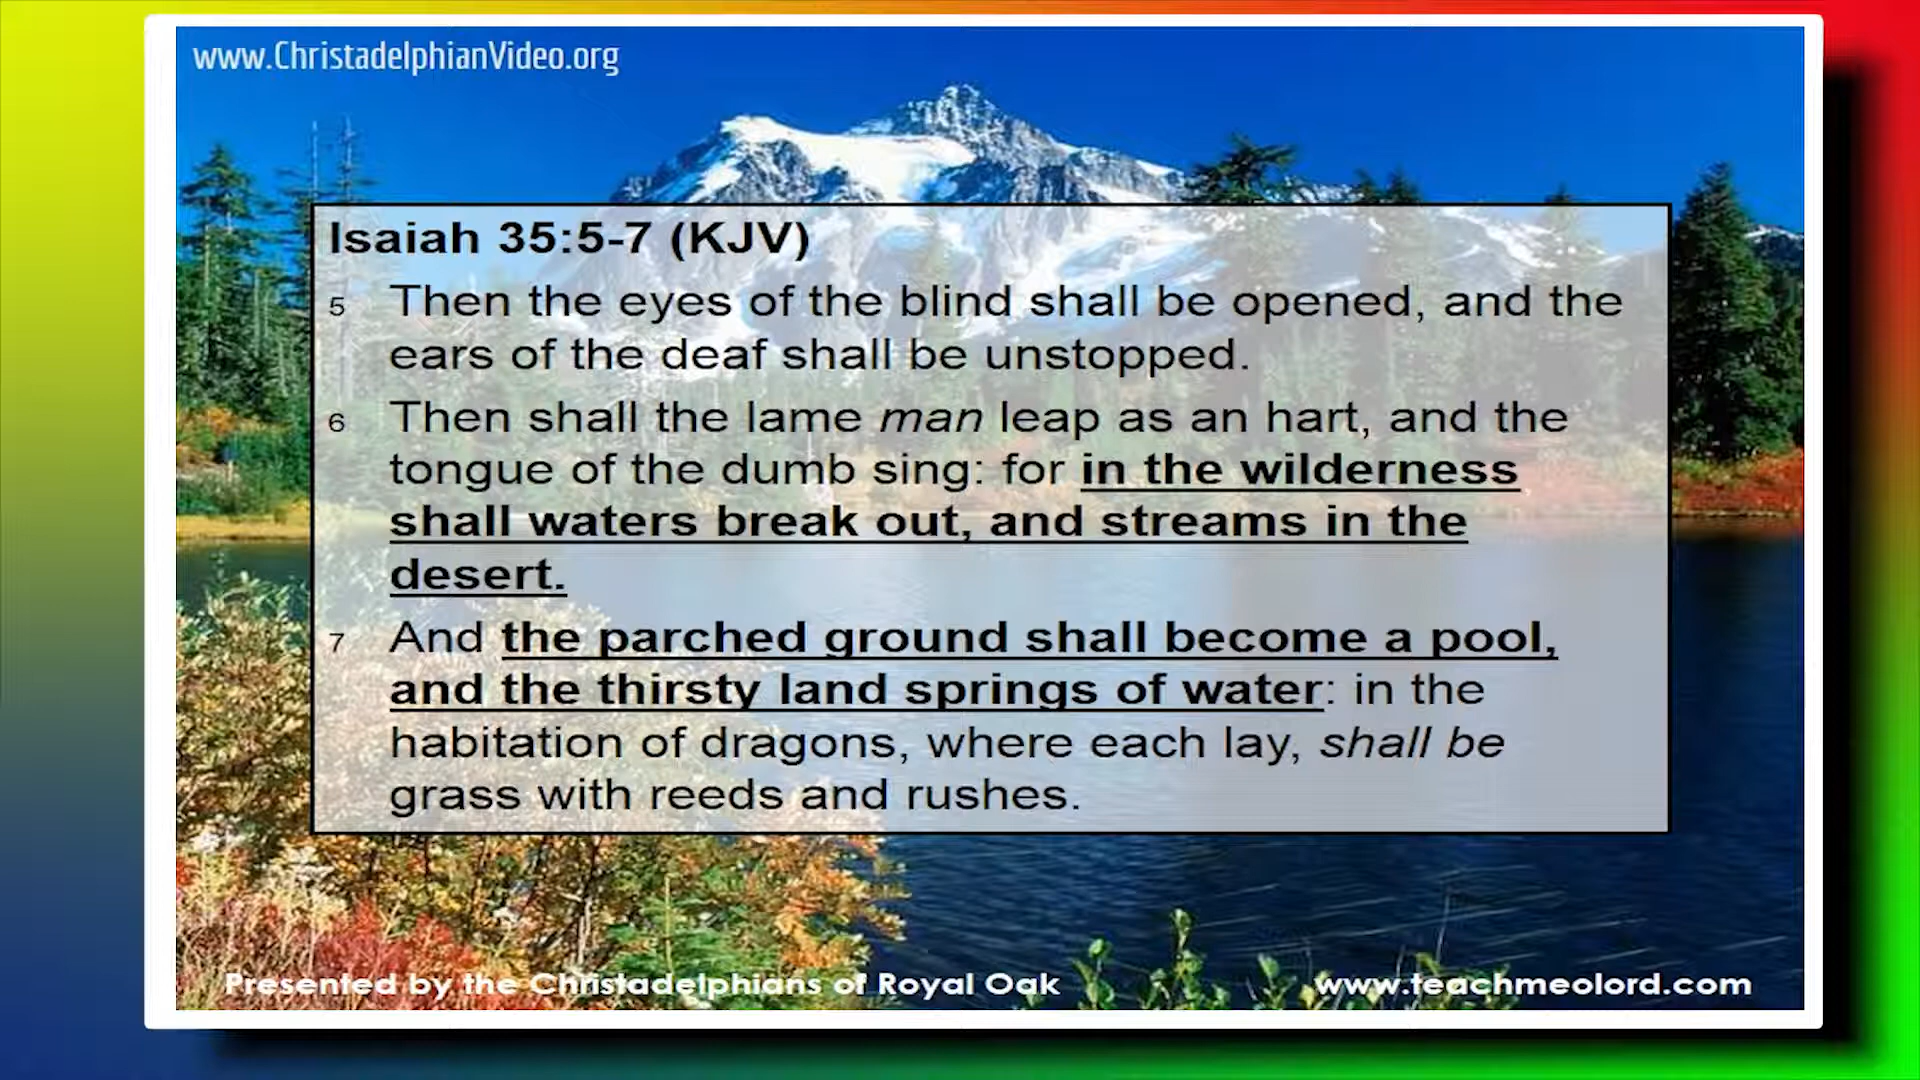 www.ChristadelphianVideo.org
Isaiah 35:5-7 (KJV)
5 Then the eyes of the blind shall be opened, and the
ears of the deaf shall be unstopped.
6 Then shall the lame man leap as an hart, and the
tongue of the dumb sing: for in the wilderness
shall waters break out, and streams in the
desert.
7 And the parched ground shall become a pool,
and the thirsty land springs of water: in the
habitation of dragons, where each lay, shall be
grass with reeds and rushes.
Presented by the Christadelphians of Royal Oak
www.teachmeolord.com